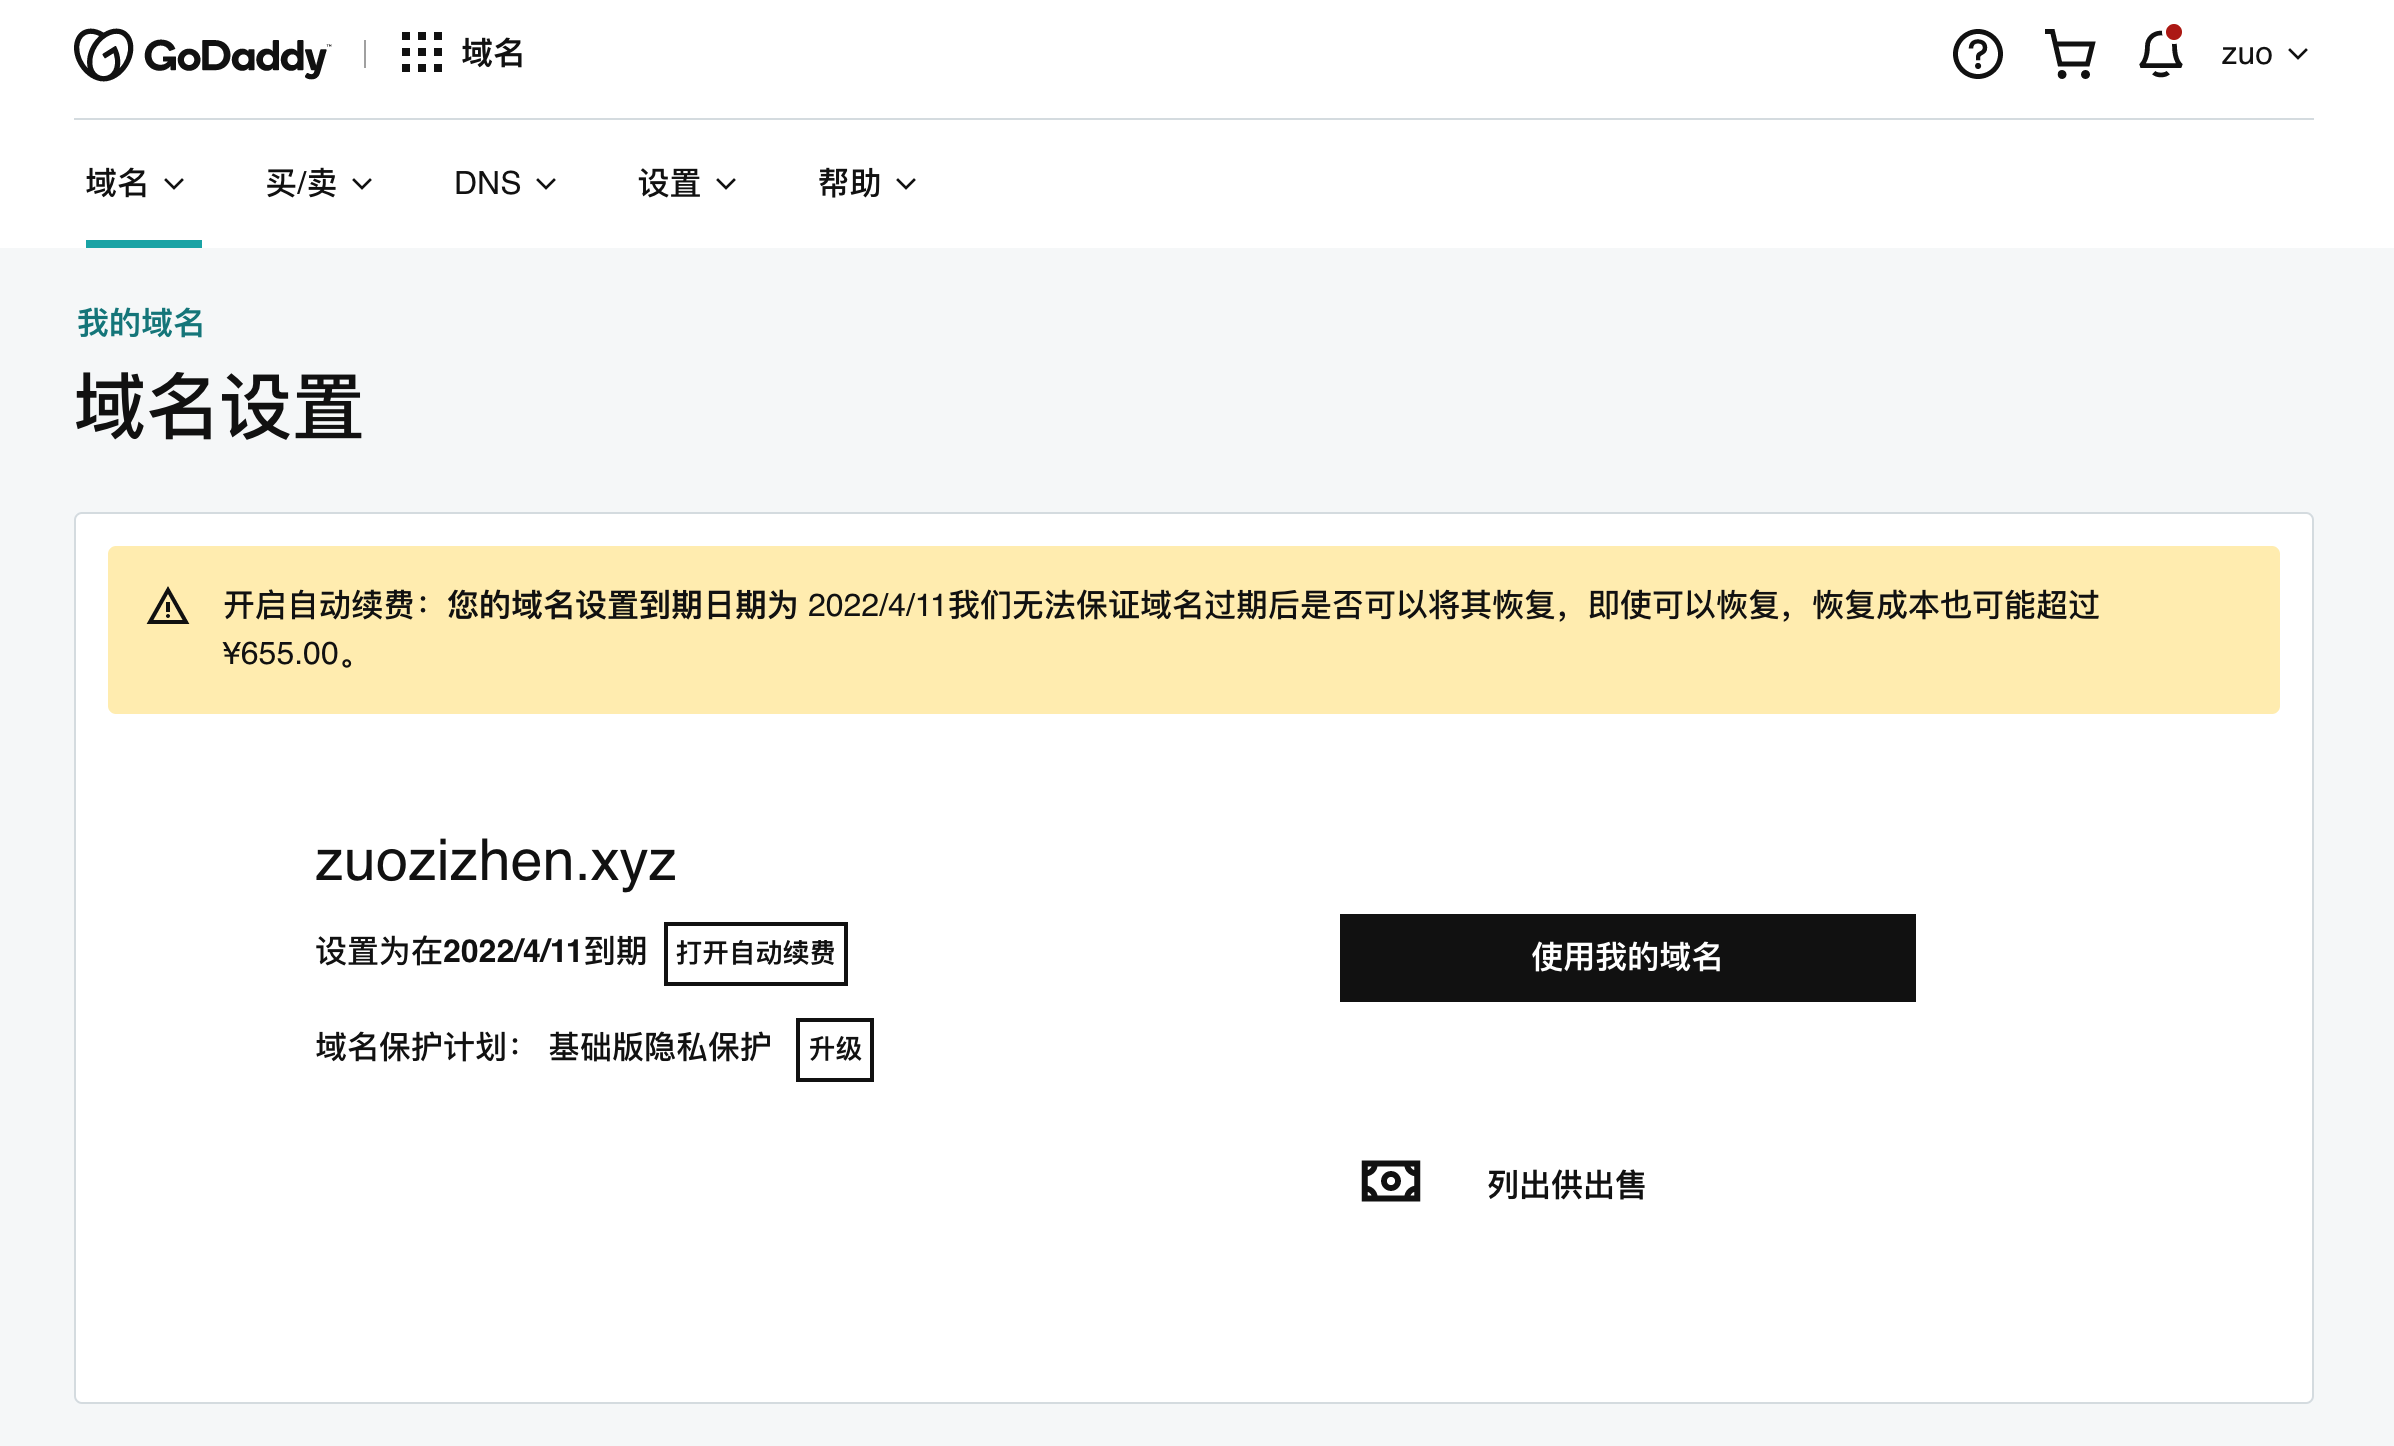 GoDaddy 域名 zuo
域名 买/卖 DNS 设置 帮助
我的域名
域名设置
开启自动续费：您的域名设置到期日期为 2022/4/11我们无法保证域名过期后是否可以将其恢复，即使可以恢复，恢复成本也可能超过
¥655.00。
zuozizhen.xyz
设置为在2022/4/11到期 打开自动续费
使用我的域名
域名保护计划： 基础版隐私保护 升级
列出供出售